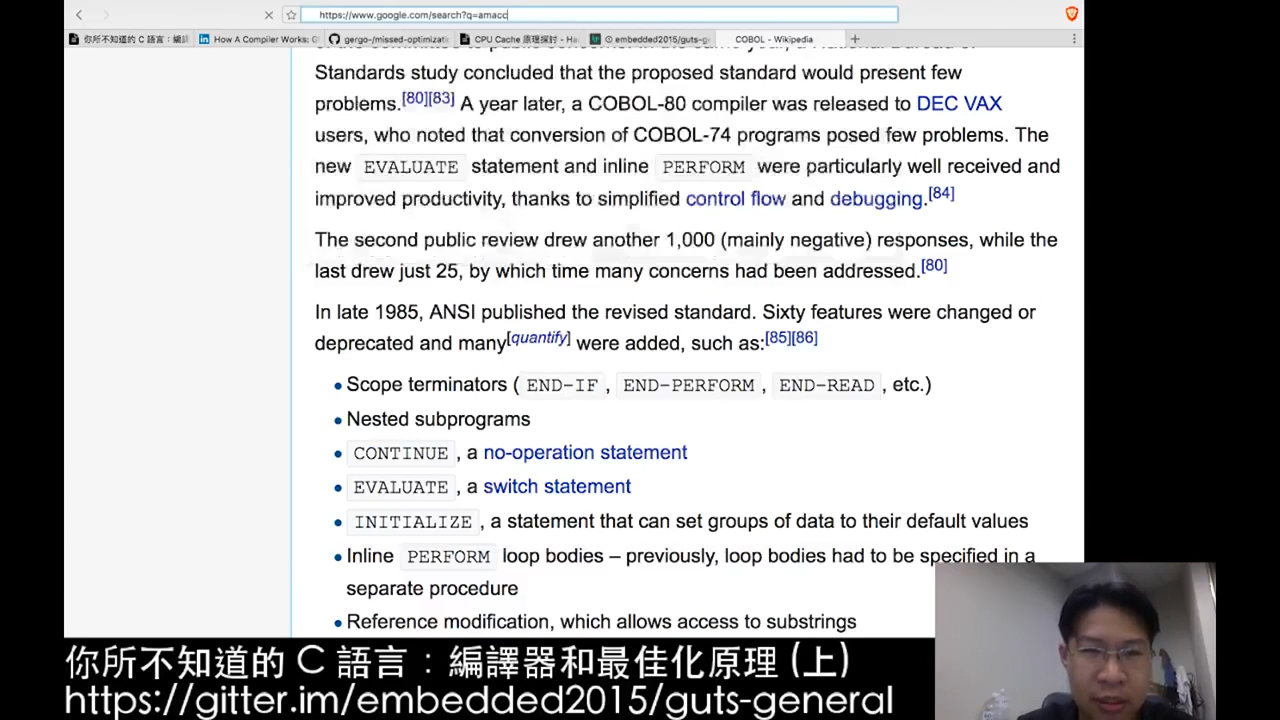 https://www.google.com/search?q=amacc
你所不知道的 C 語言：編譯
How A Compiler Works: G
gergo-/missed-optimizati
CPU Cache 原理探討 - Hac
embedded2015/guts-ge
COBOL - Wikipedia
Standards study concluded that the proposed standard would present few
problems.[80][83] A year later, a COBOL-80 compiler was released to DEC VAX
users, who noted that conversion of COBOL-74 programs posed few problems. The
new EVALUATE statement and inline PERFORM were particularly well received and
improved productivity, thanks to simplified control flow and debugging.[84]
The second public review drew another 1,000 (mainly negative) responses, while the
last drew just 25, by which time many concerns had been addressed.[80]
In late 1985, ANSI published the revised standard. Sixty features were changed or
deprecated and many[quantify] were added, such as:[85][86]
• Scope terminators ( END-IF , END-PERFORM , END-READ , etc.)
• Nested subprograms
• CONTINUE , a no-operation statement
• EVALUATE , a switch statement
• INITIALIZE , a statement that can set groups of data to their default values
• Inline PERFORM loop bodies – previously, loop bodies had to be specified in a
separate procedure
• Reference modification, which allows access to substrings
你所不知道的 C 語言：編譯器和最佳化原理 (上)
https://gitter.im/embedded2015/guts-general